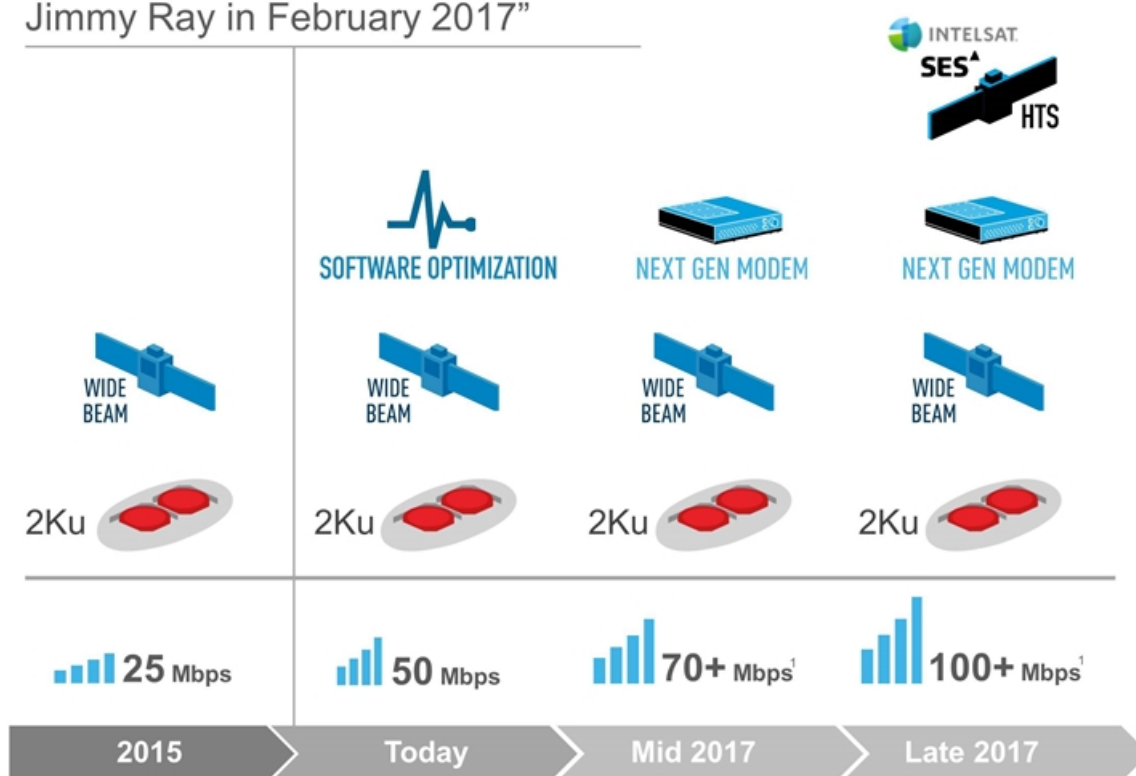 Jimmy Ray in February 2017”
INTELSAT
SES
HTS
SOFTWARE OPTIMIZATION
NEXT GEN MODEM
NEXT GEN MODEM
WIDE
BEAM
WIDE
BEAM
WIDE
BEAM
WIDE
BEAM
2Ku
2Ku
2Ku
2Ku
25 Mbps
50 Mbps
70+ Mbps¹
100+ Mbps¹
2015
Today
Mid 2017
Late 2017